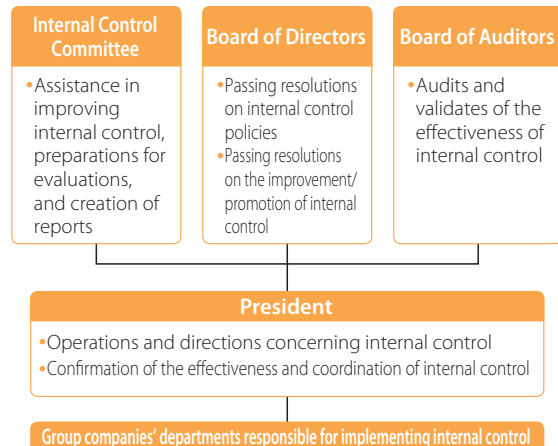 Internal Control
Committee
•Assistance in
improving
internal control,
preparations for
evaluations,
and creation of
reports
Board of Directors
•Passing resolutions
on internal control
policies
•Passing resolutions
on the improvement/
promotion of internal
control
Board of Auditors
•Audits and
validates of the
effectiveness of
internal control
President
•Operations and directions concerning internal control
•Confirmation of the effectiveness and coordination of internal control
Group companies' departments responsible for implementing internal control